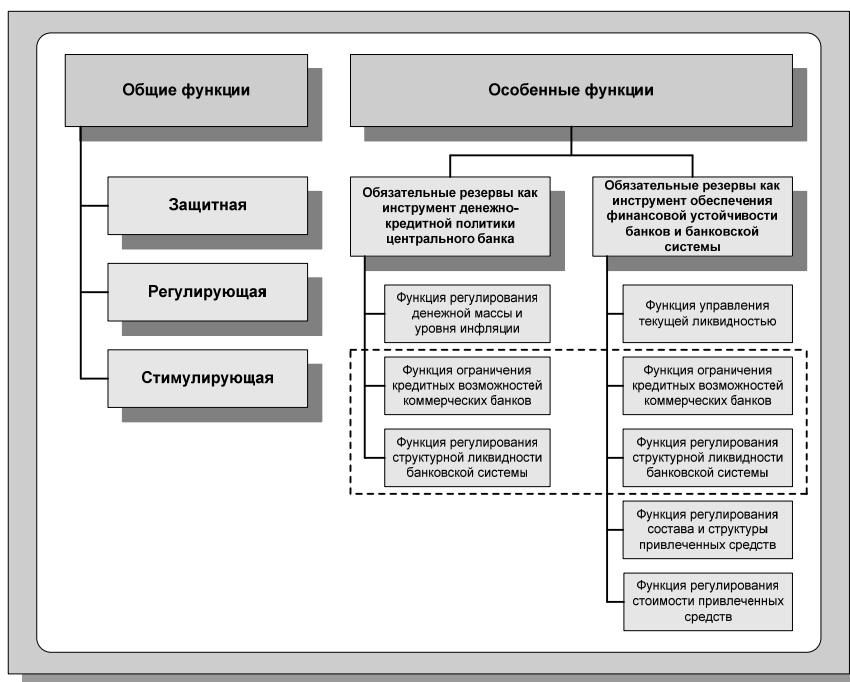 Общие функции
Защитная
Регулирующая
Стимулирующая
Особенные функции
Обязательные резервы как
инструмент денежно-
кредитной политики
центрального банка
Функция регулирования
денежной массы и
уровня инфляции
Функция ограничения
кредитных возможностей
коммерческих банков
Функция регулирования
структурной ликвидности
банковской системы
Обязательные резервы как
инструмент обеспечения
финансовой устойчивости
банков и банковской
системы
Функция управления
текущей ликвидностью
Функция ограничения
кредитных возможностей
коммерческих банков
Функция регулирования
структурной ликвидности
банковской системы
Функция регулирования
состава и структуры
привлеченных средств
Функция регулирования
стоимости привлеченных
средств